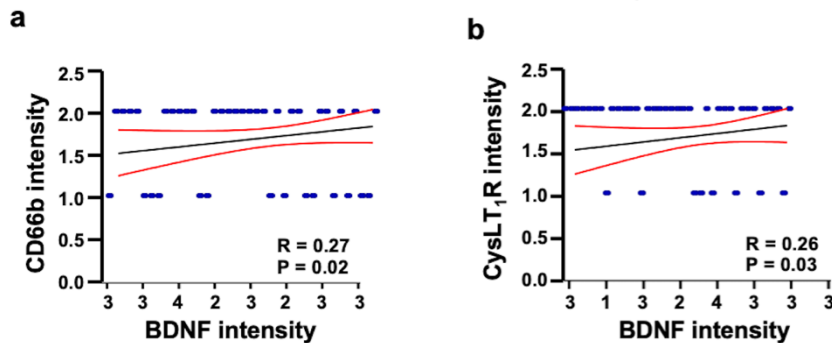 a
CD66b intensity
2.5
2.0
1.5
1.0
0.5
0.0
R = 0.27
P = 0.02
3 3 4 2 3 2 3 3
BDNF intensity
b
CysLT1R intensity
2.5
2.0
1.5
1.0
0.5
0.0
R = 0.26
P = 0.03
3 1 3 2 4 3 3 3
BDNF intensity